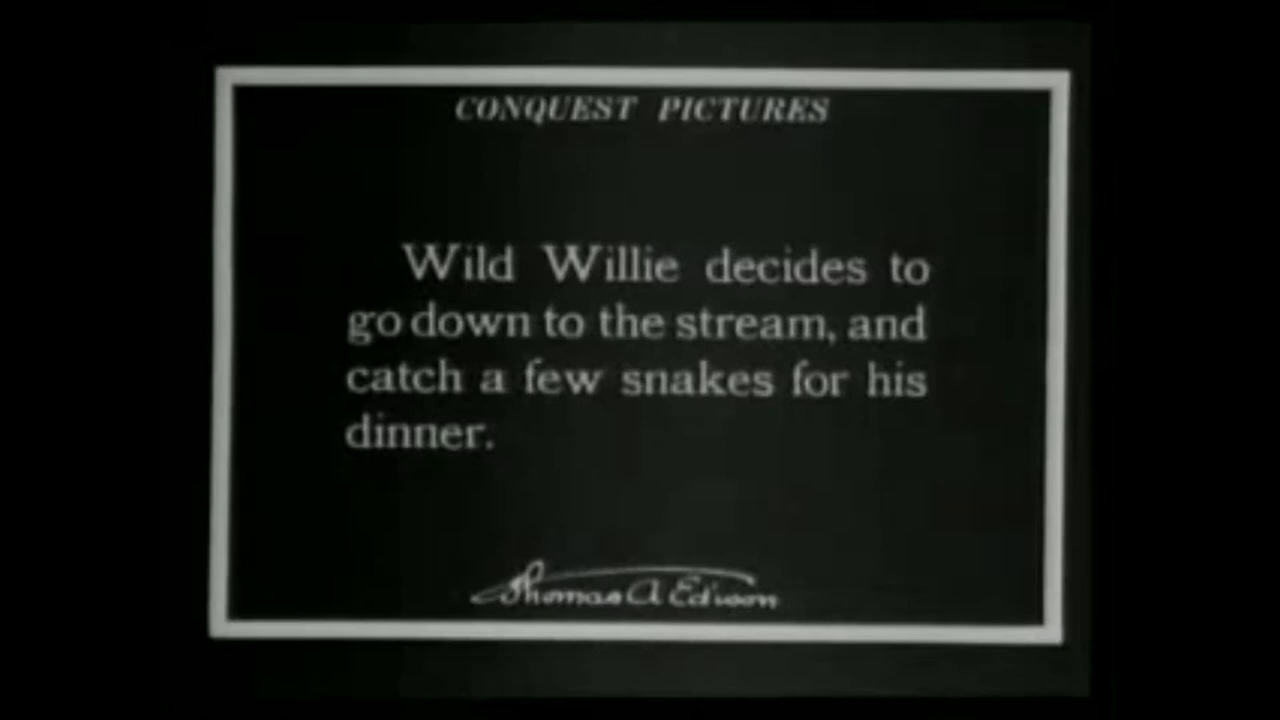 CONQUEST PICTURES
Wild Willie decides to
go down to the stream, and
catch a few snakes for his
dinner.
Thomas A Edison